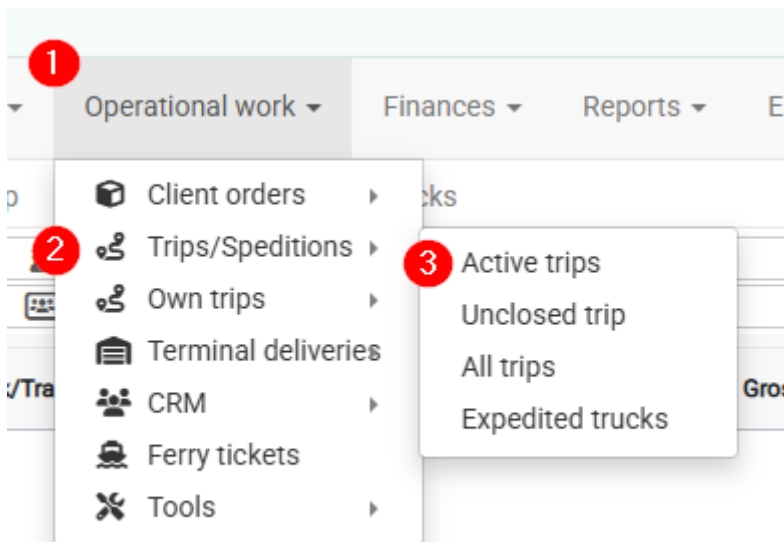 1
Operational work Finances Reports E
Client orders
2 Trips/Speditions
Own trips
Terminal deliveries
CRM
Ferry tickets
Tools
3 Active trips
Unclosed trip
All trips
Expedited trucks